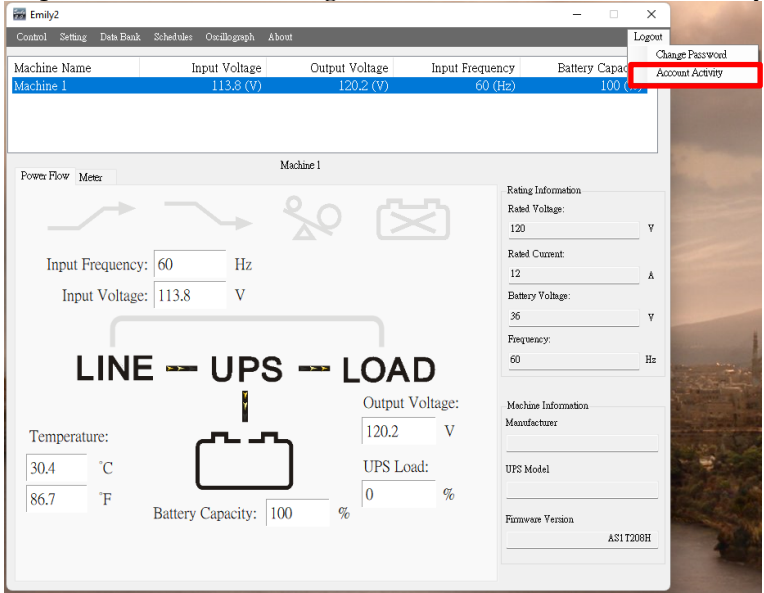 Emily2
Control Setting Data Bank Schedules Oscillograph About Logout
Change Password
Account Activity
Machine Name Input Voltage Output Voltage Input Frequency Battery Capac
Machine 1 113.8 (V) 120.2 (V) 60 (Hz) 100
Machine 1
Power Flow Meter
Input Frequency: 60 Hz
Input Voltage: 113.8 V
LINE UPS LOAD
Output Voltage:
120.2 V
Temperature:
30.4 °C
86.7 °F
UPS Load:
0 %
Battery Capacity: 100 %
Rating Information
Rated Voltage:
120 V
Rated Current:
12 A
Battery Voltage:
36 V
Frequency:
60 Hz
Machine Information
Manufacturer
UPS Model
Firmware Version
AS1T208H